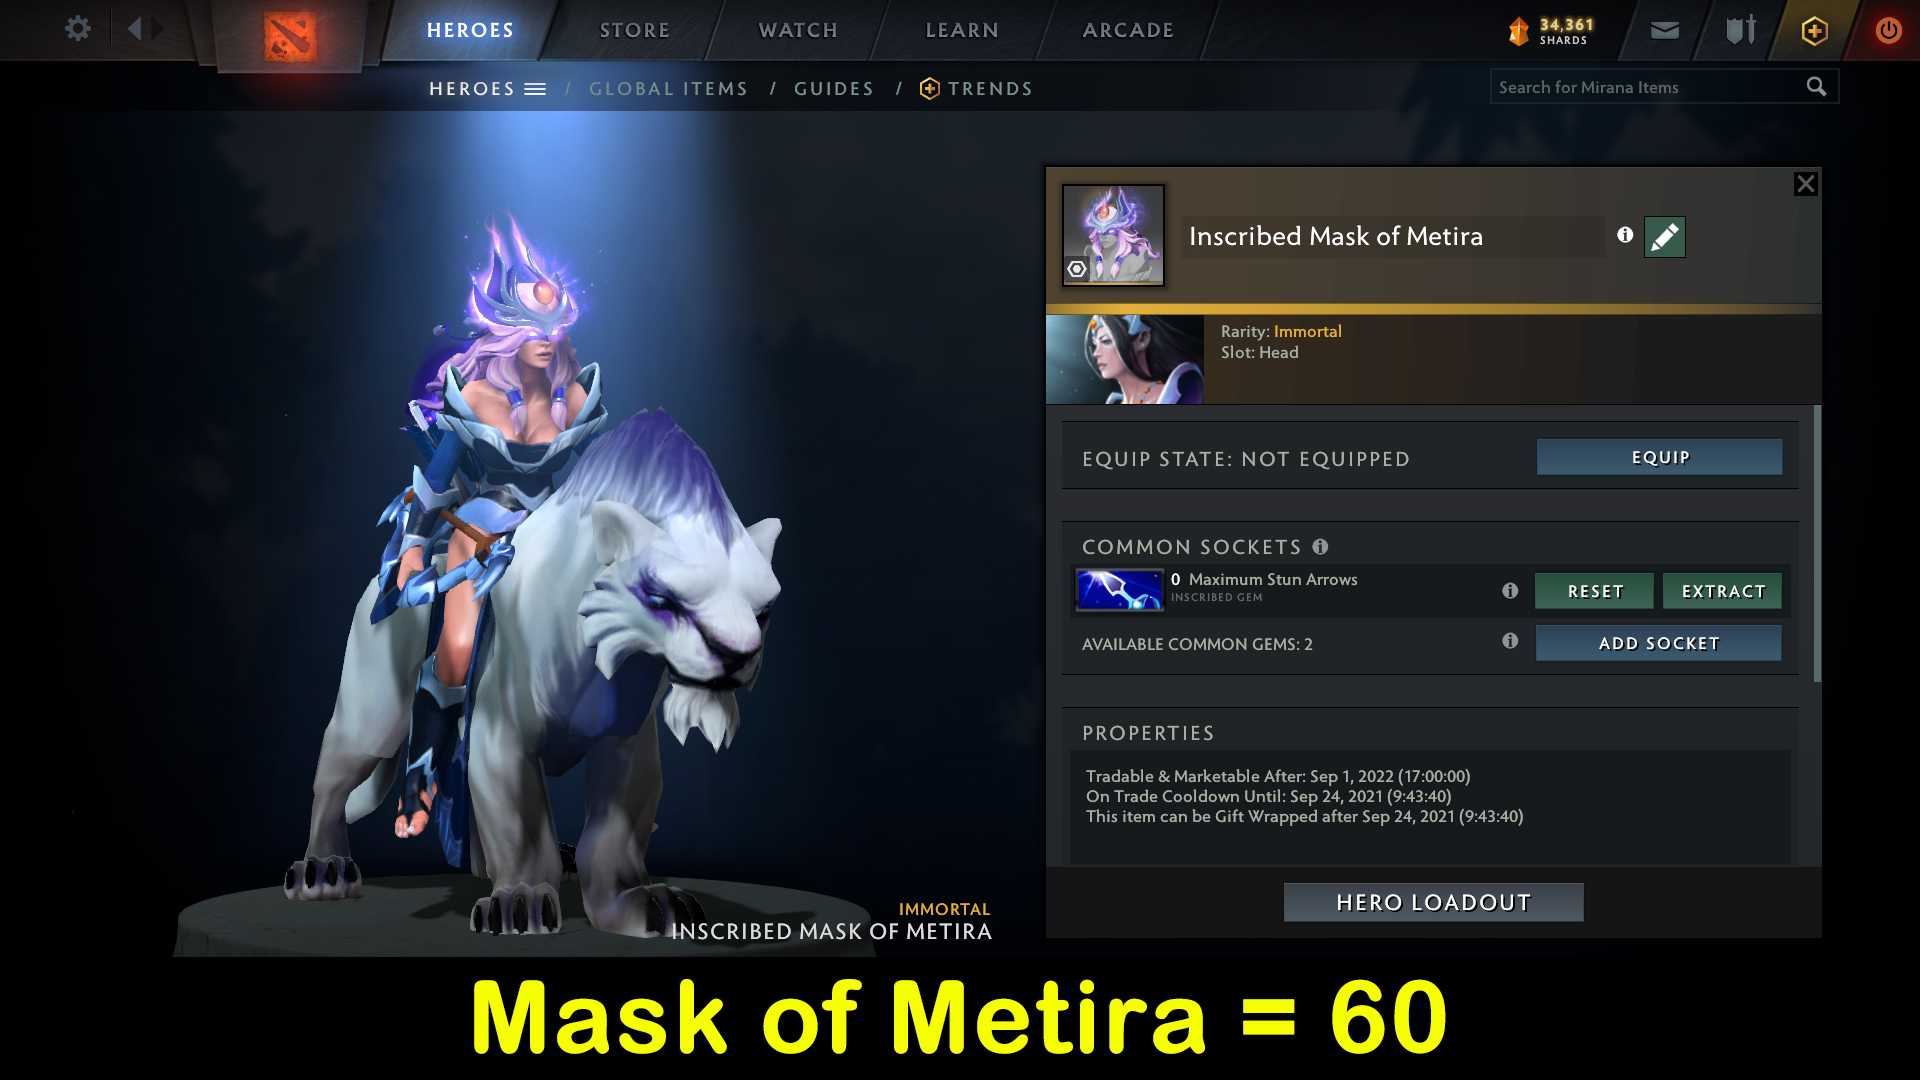 HEROES
STORE
WATCH
LEARN
ARCADE
34,361
SHARDS
HEROES / GLOBAL ITEMS / GUIDES / TRENDS
Search for Mirana Items
Inscribed Mask of Metira
Rarity: Immortal
Slot: Head
EQUIP STATE: NOT EQUIPPED
EQUIP
COMMON SOCKETS
0 Maximum Stun Arrows
INSCRIBED GEM
RESET
EXTRACT
AVAILABLE COMMON GEMS: 2
ADD SOCKET
PROPERTIES
Tradable & Marketable After: Sep 1, 2022 (17:00:00)
On Trade Cooldown Until: Sep 24, 2021 (9:43:40)
This item can be Gift Wrapped after Sep 24, 2021 (9:43:40)
HERO LOADOUT
IMMORTAL
INSCRIBED MASK OF METIRA
Mask of Metira = 60